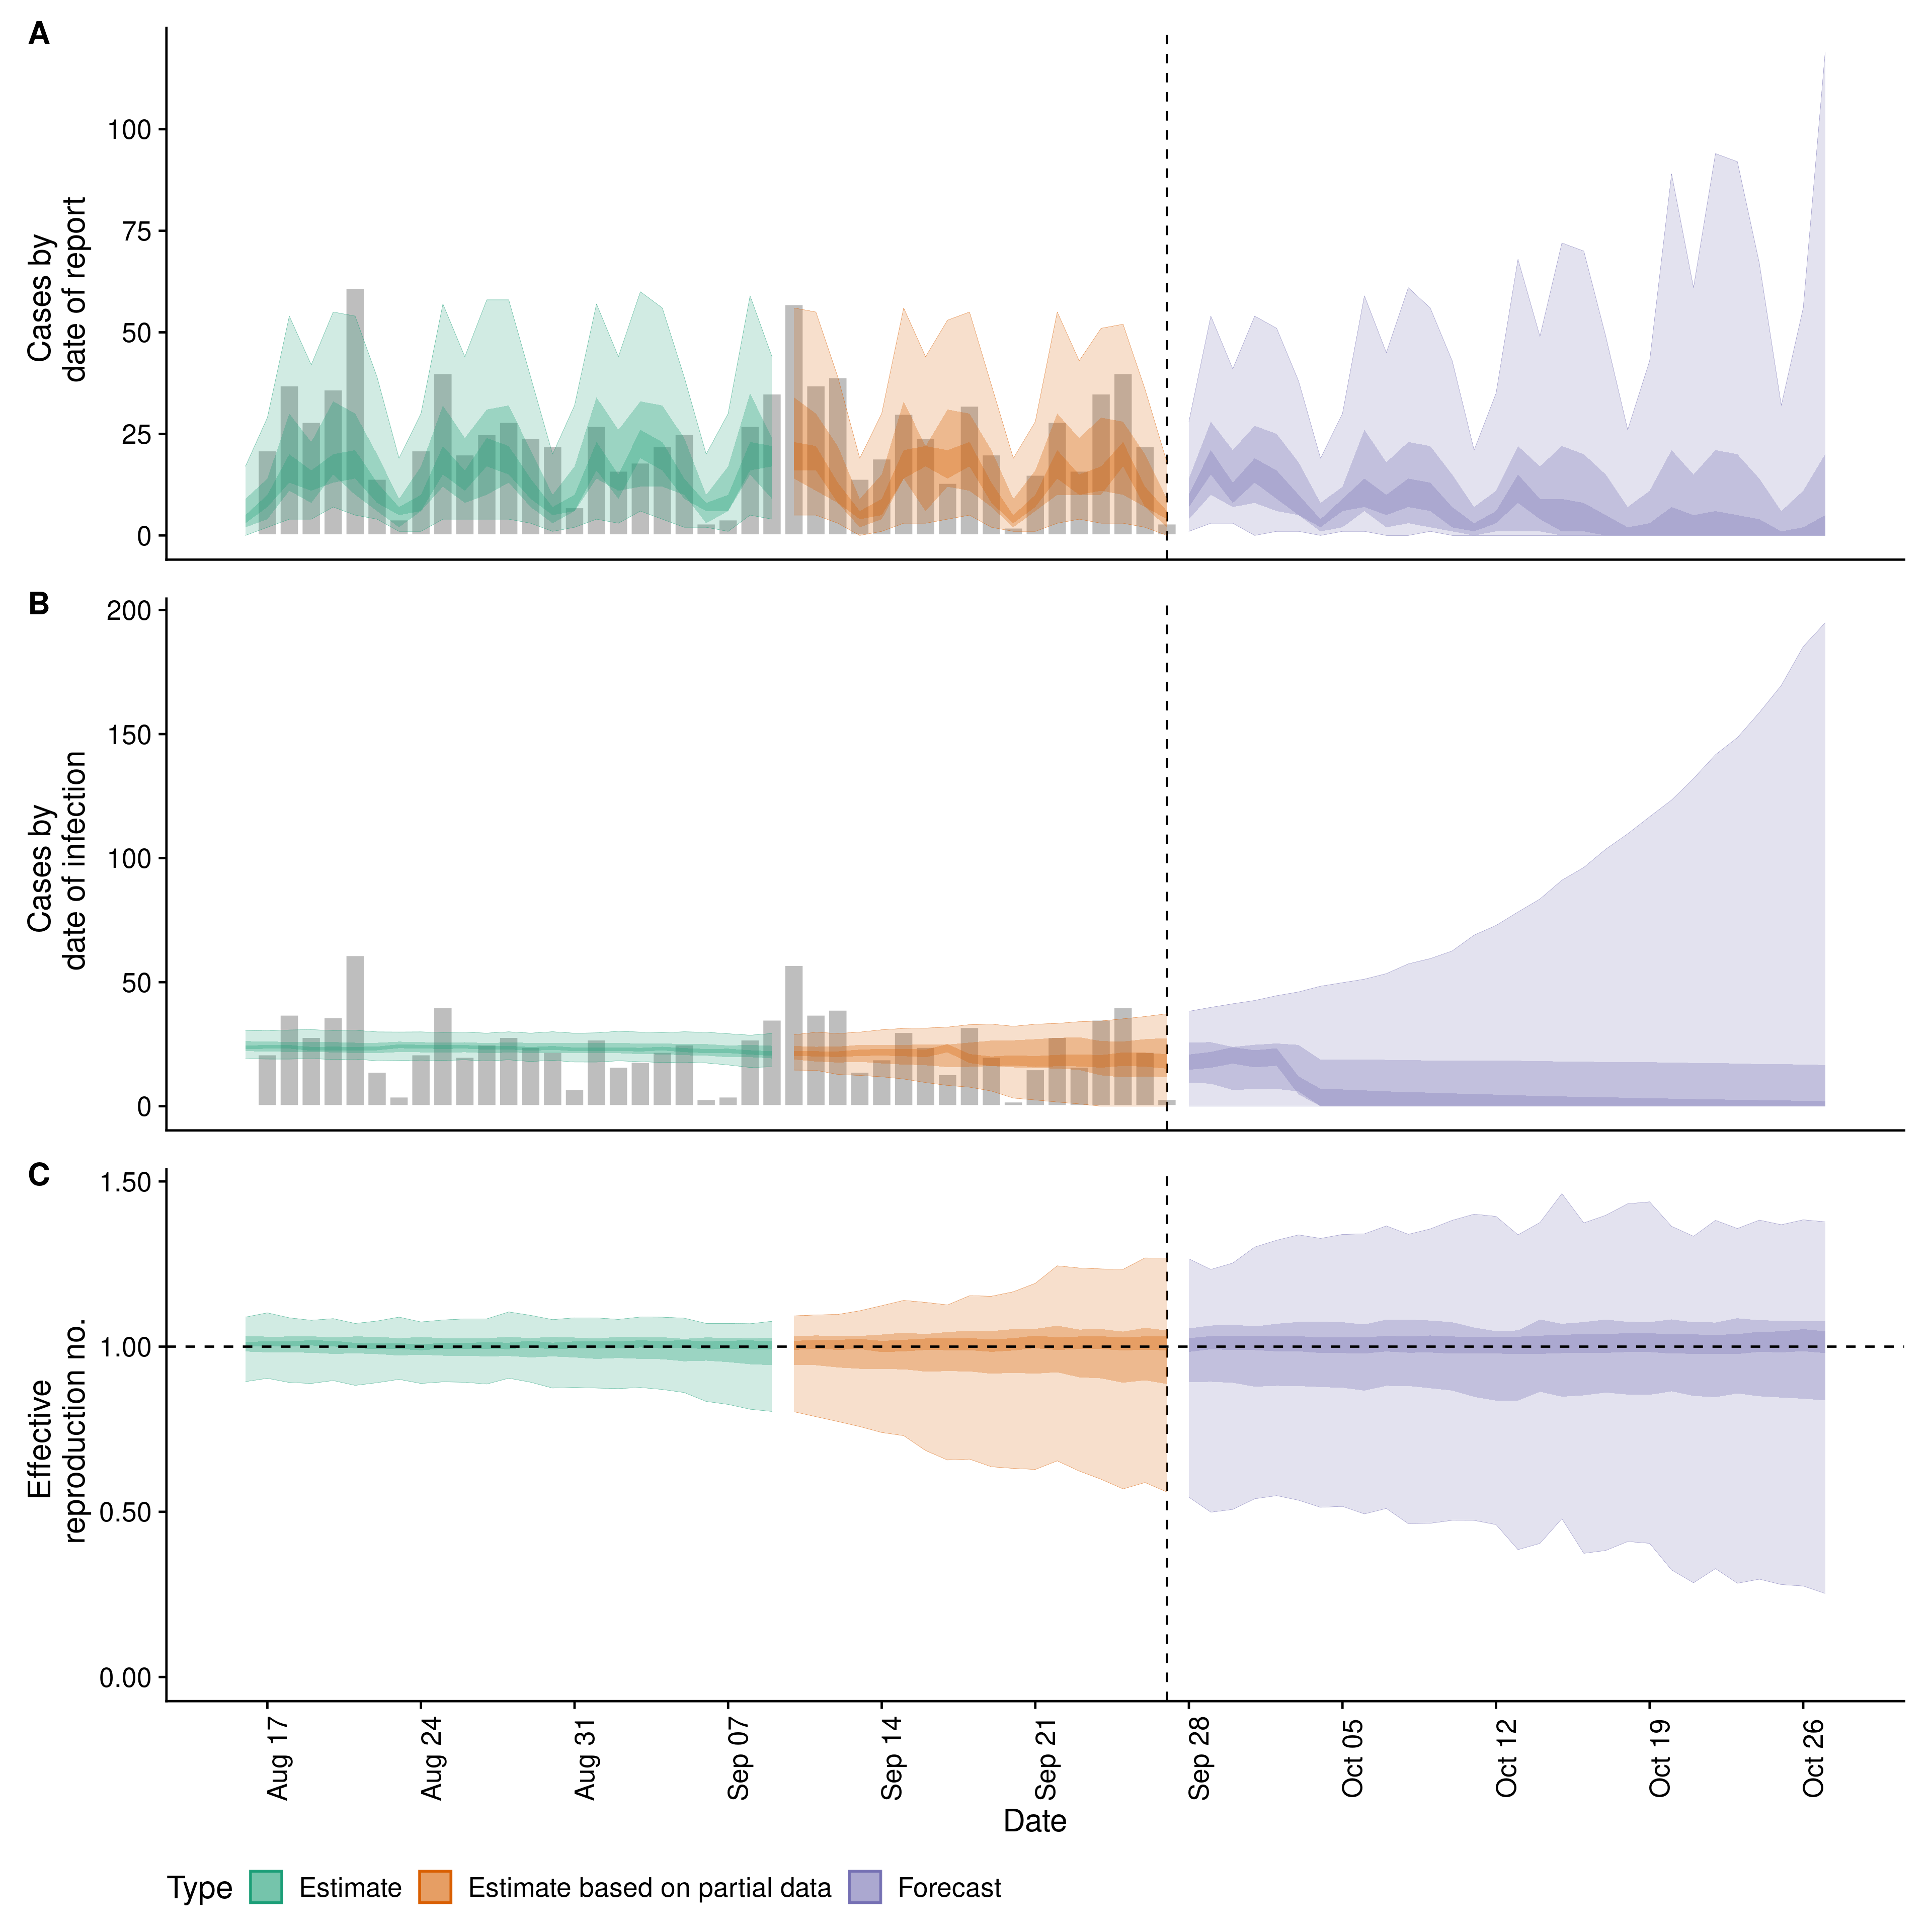 A
Cases by
date of report
100
75
50
25
0
B
Cases by
date of infection
200
150
100
50
0
C
Effective
reproduction no.
1.50
1.00
0.50
0.00
Aug 17
Aug 24
Aug 31
Sep 07
Sep 14
Sep 21
Sep 28
Oct 05
Oct 12
Oct 19
Oct 26
Date
Type Estimate Estimate based on partial data Forecast